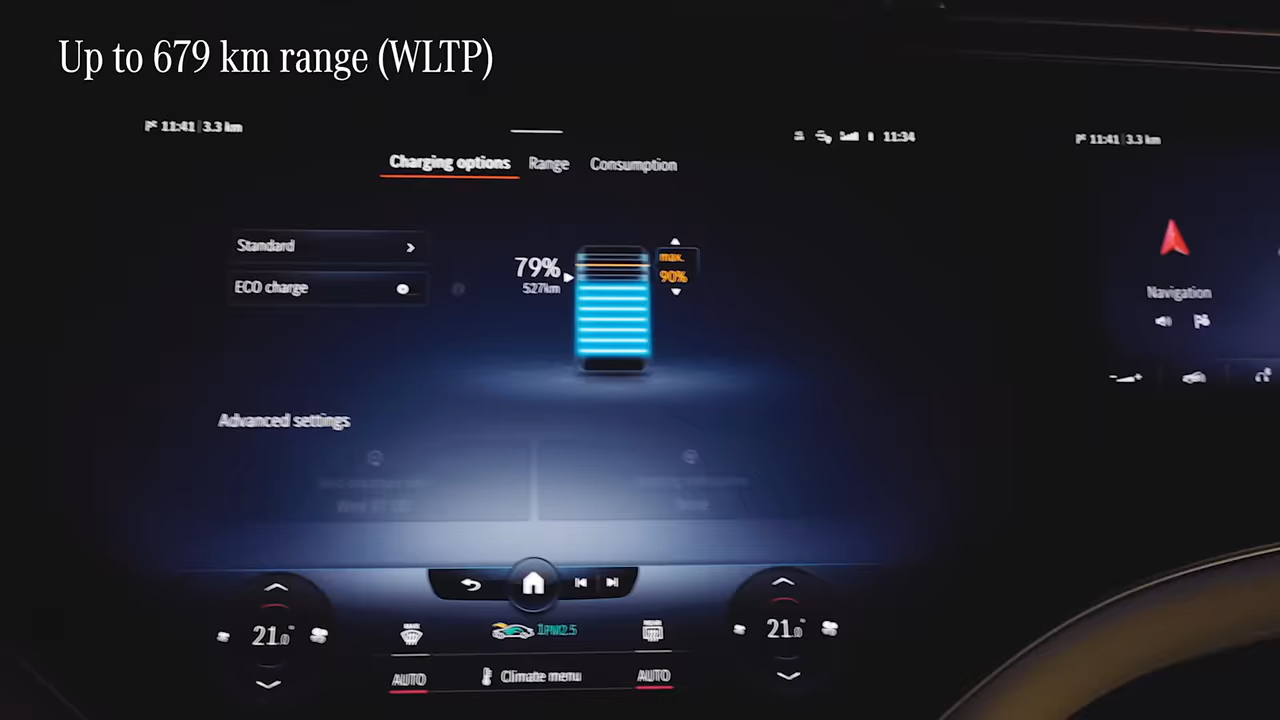 Up to 679 km range (WLTP)
11:41 3.3 km
11:34
11:41 3.3 km
Charging options Range Consumption
Standard
ECO charge
79%
527km
max.
90%
Navigation
Advanced settings
21.0
PM2.5
21.0
AUTO
Climate menu
AUTO